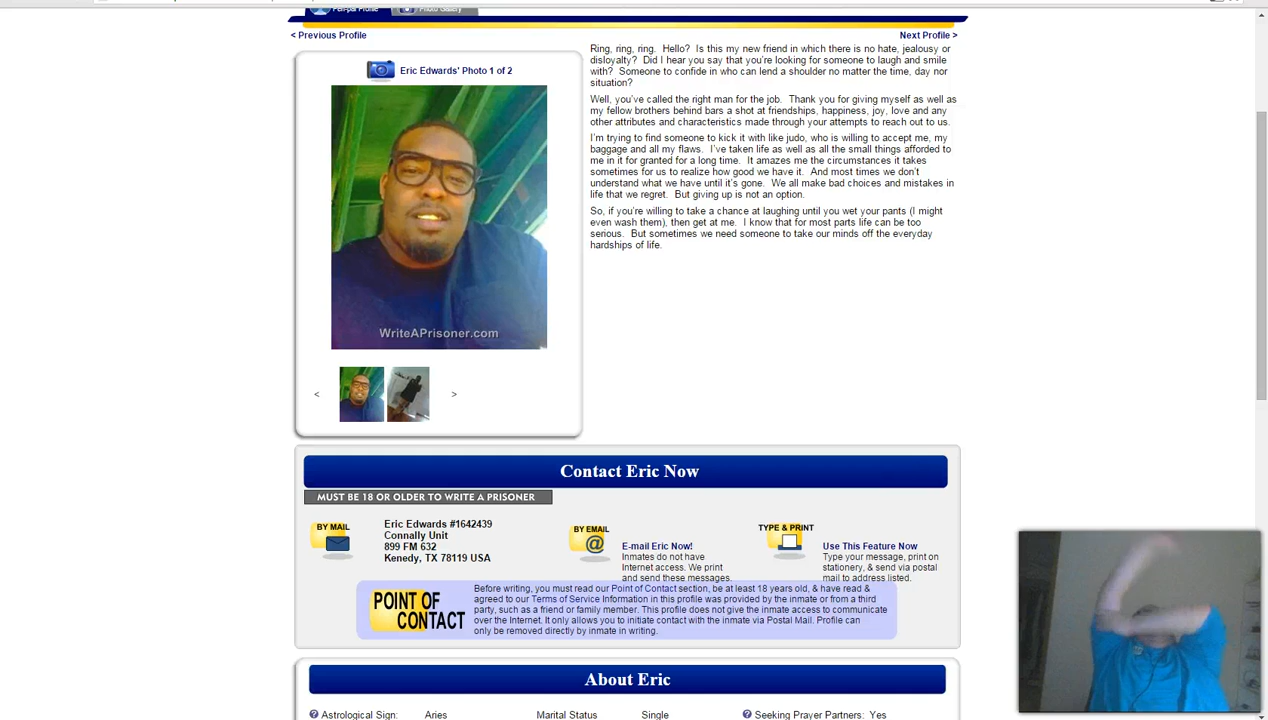 Pen-pal Profile
Photo Gallery
< Previous Profile
Next Profile >
Eric Edwards' Photo 1 of 2
WriteAPrisoner.com
<
>
Ring, ring, ring. Hello? Is this my new friend in which there is no hate, jealousy or
disloyalty? Did I hear you say that you're looking for someone to laugh and smile
with? Someone to confide in who can lend a shoulder no matter the time, day nor
situation?
Well, you've called the right man for the job. Thank you for giving myself as well as
my fellow brothers behind bars a shot at friendships, happiness, joy, love and any
other attributes and characteristics made through your attempts to reach out to us.
I'm trying to find someone to kick it with like judo, who is willing to accept me, my
baggage and all my flaws. I've taken life as well as all the small things afforded to
me in it for granted for a long time. It amazes me the circumstances it takes
sometimes for us to realize how good we have it. And most times we don't
understand what we have until it's gone. We all make bad choices and mistakes in
life that we regret. But giving up is not an option.
So, if you're willing to take a chance at laughing until you wet your pants (I might
even wash them), then get at me. I know that for most parts life can be too
serious. But sometimes we need someone to take our minds off the everyday
hardships of life.
Contact Eric Now
MUST BE 18 OR OLDER TO WRITE A PRISONER
BY MAIL
Eric Edwards #1642439
Connally Unit
899 FM 632
Kenedy, TX 78119 USA
BY EMAIL
@
E-mail Eric Now!
Inmates do not have
Internet access. We print
and send these messages.
TYPE & PRINT
Use This Feature Now
Type your message, print on
stationery, & send via postal
mail to address listed.
POINT OF
CONTACT
Before writing, you must read our Point of Contact section, be at least 18 years old, & have read &
agreed to our Terms of Service Information in this profile was provided by the inmate or from a third
party, such as a friend or family member. This profile does not give the inmate access to communicate
over the Internet. It only allows you to initiate contact with the inmate via Postal Mail. Profile can
only be removed directly by inmate in writing.
About Eric
Astrological Sign: Aries
Marital Status Single
Seeking Prayer Partners: Yes